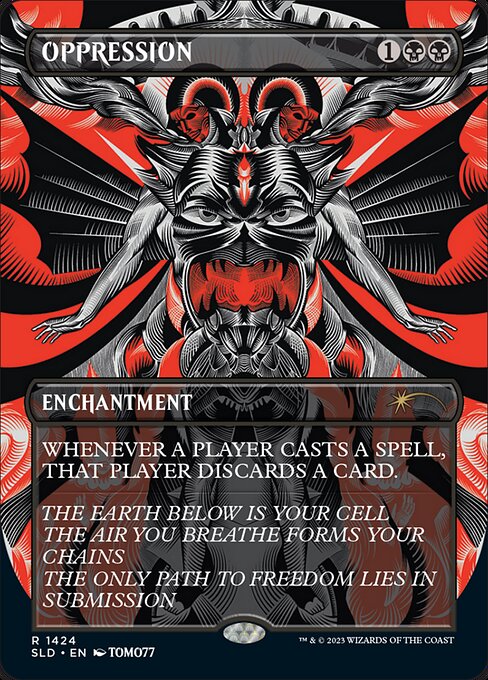 OPPRESSION 1
ENCHANTMENT
WHENEVER A PLAYER CASTS A SPELL,
THAT PLAYER DISCARDS A CARD.
THE EARTH BELOW IS YOUR CELL
THE AIR YOU BREATHE FORMS YOUR
CHAINS
THE ONLY PATH TO FREEDOM LIES IN
SUBMISSION
R 1424
SLD • EN TOMO77
™ & © 2023 WIZARDS OF THE COAST